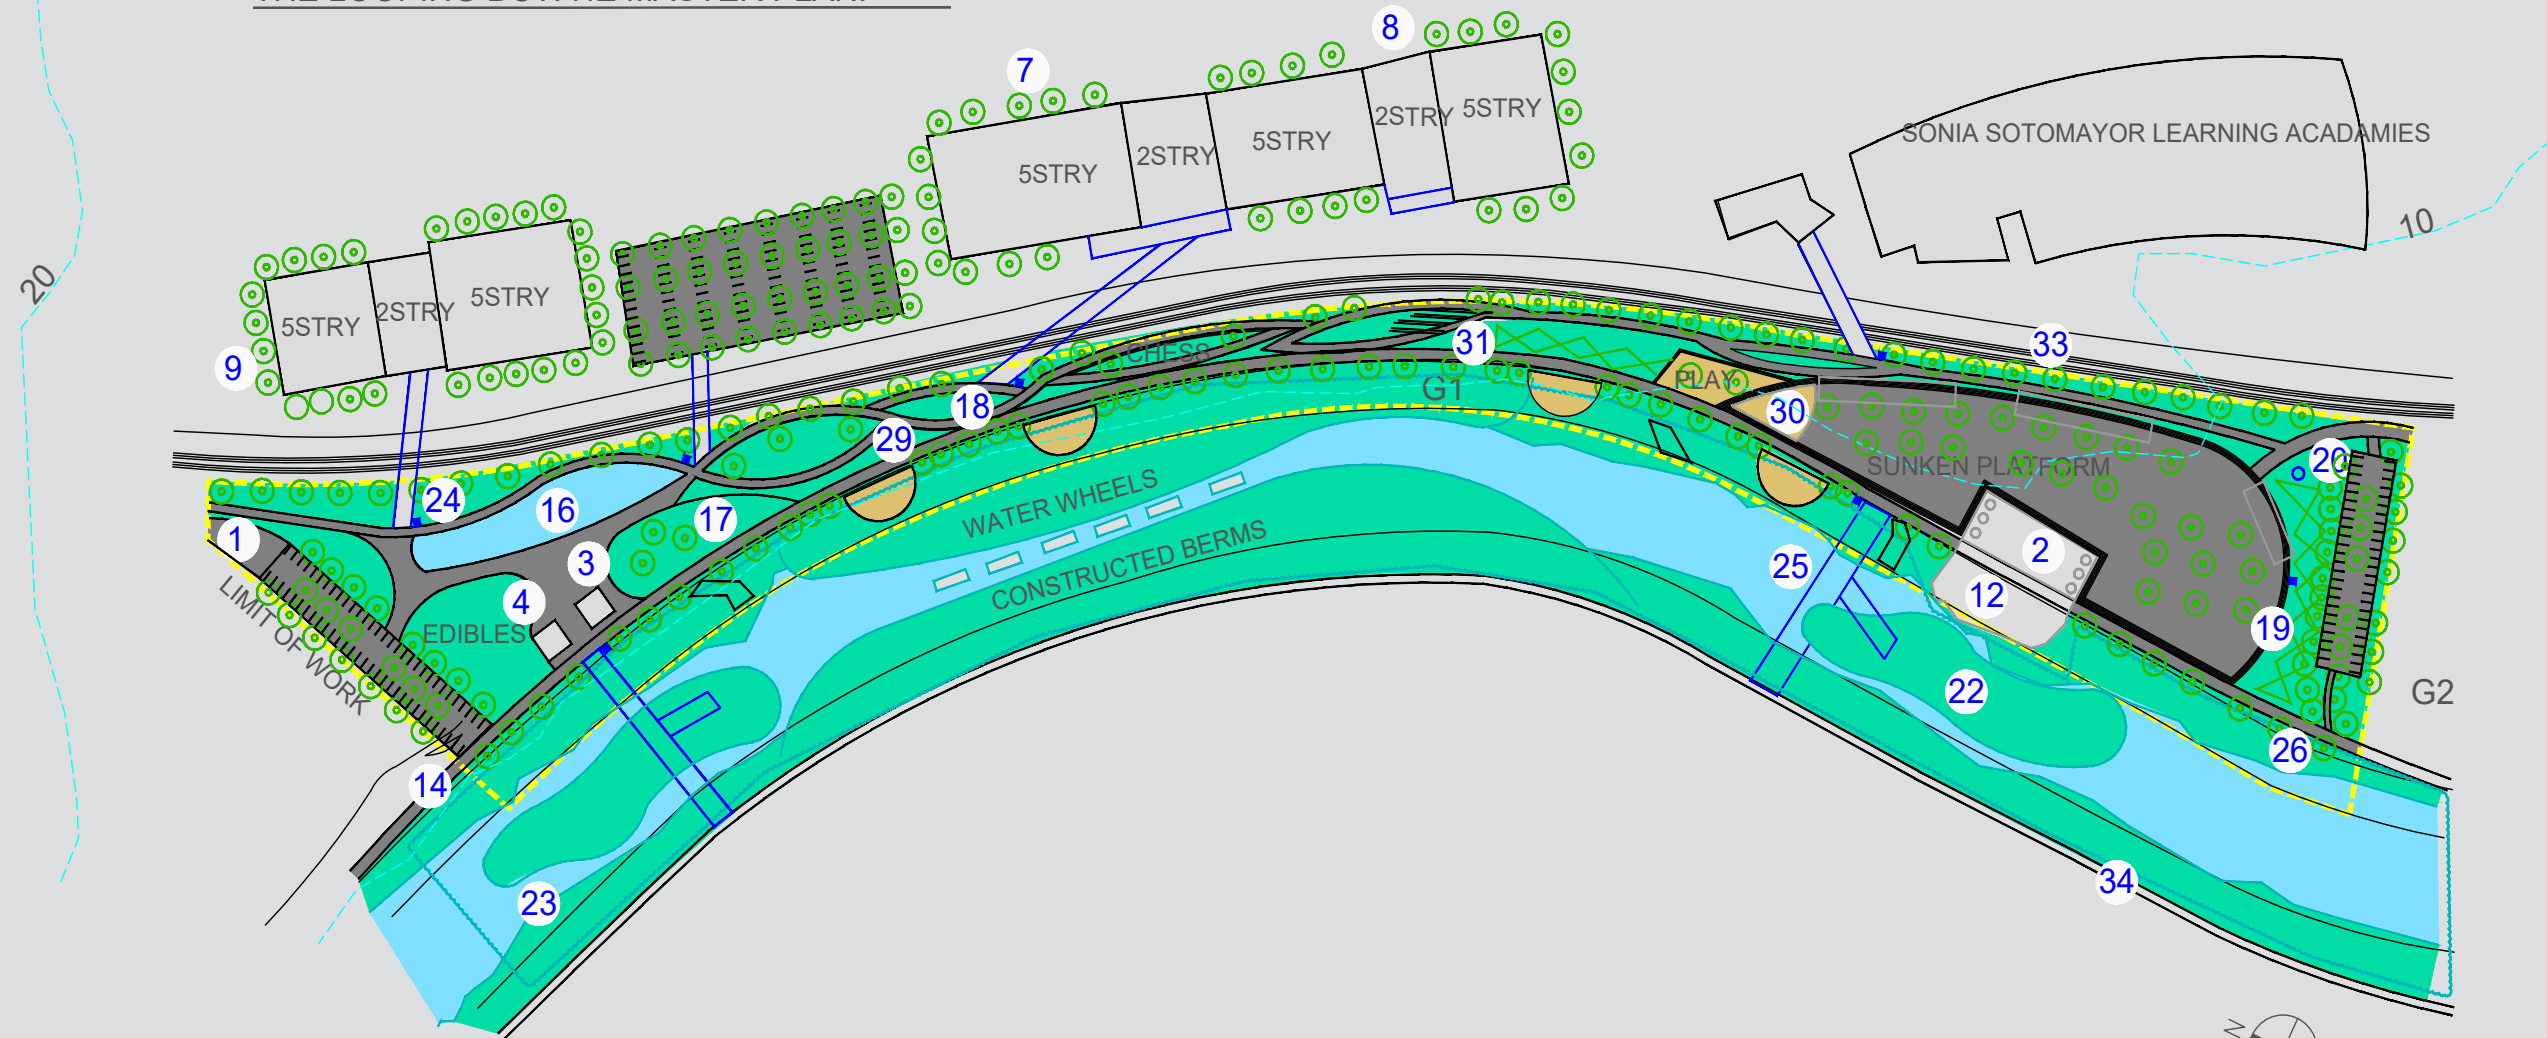 8
7
5STRY
2STRY
5STRY
2STRY
5STRY
SONIA SOTOMAYOR LEARNING ACADAMIES
10
20
5STRY
2STRY
5STRY
9
33
31
CHESS
PLAY
G1
18
30
29
SUNKEN PLATFORM
20
24
16
17
WATER WHEELS
1
3
CONSTRUCTED BERMS
2
25
12
4
EDIBLES
LIMIT OF WORK
19
22
G2
26
14
23
34
N